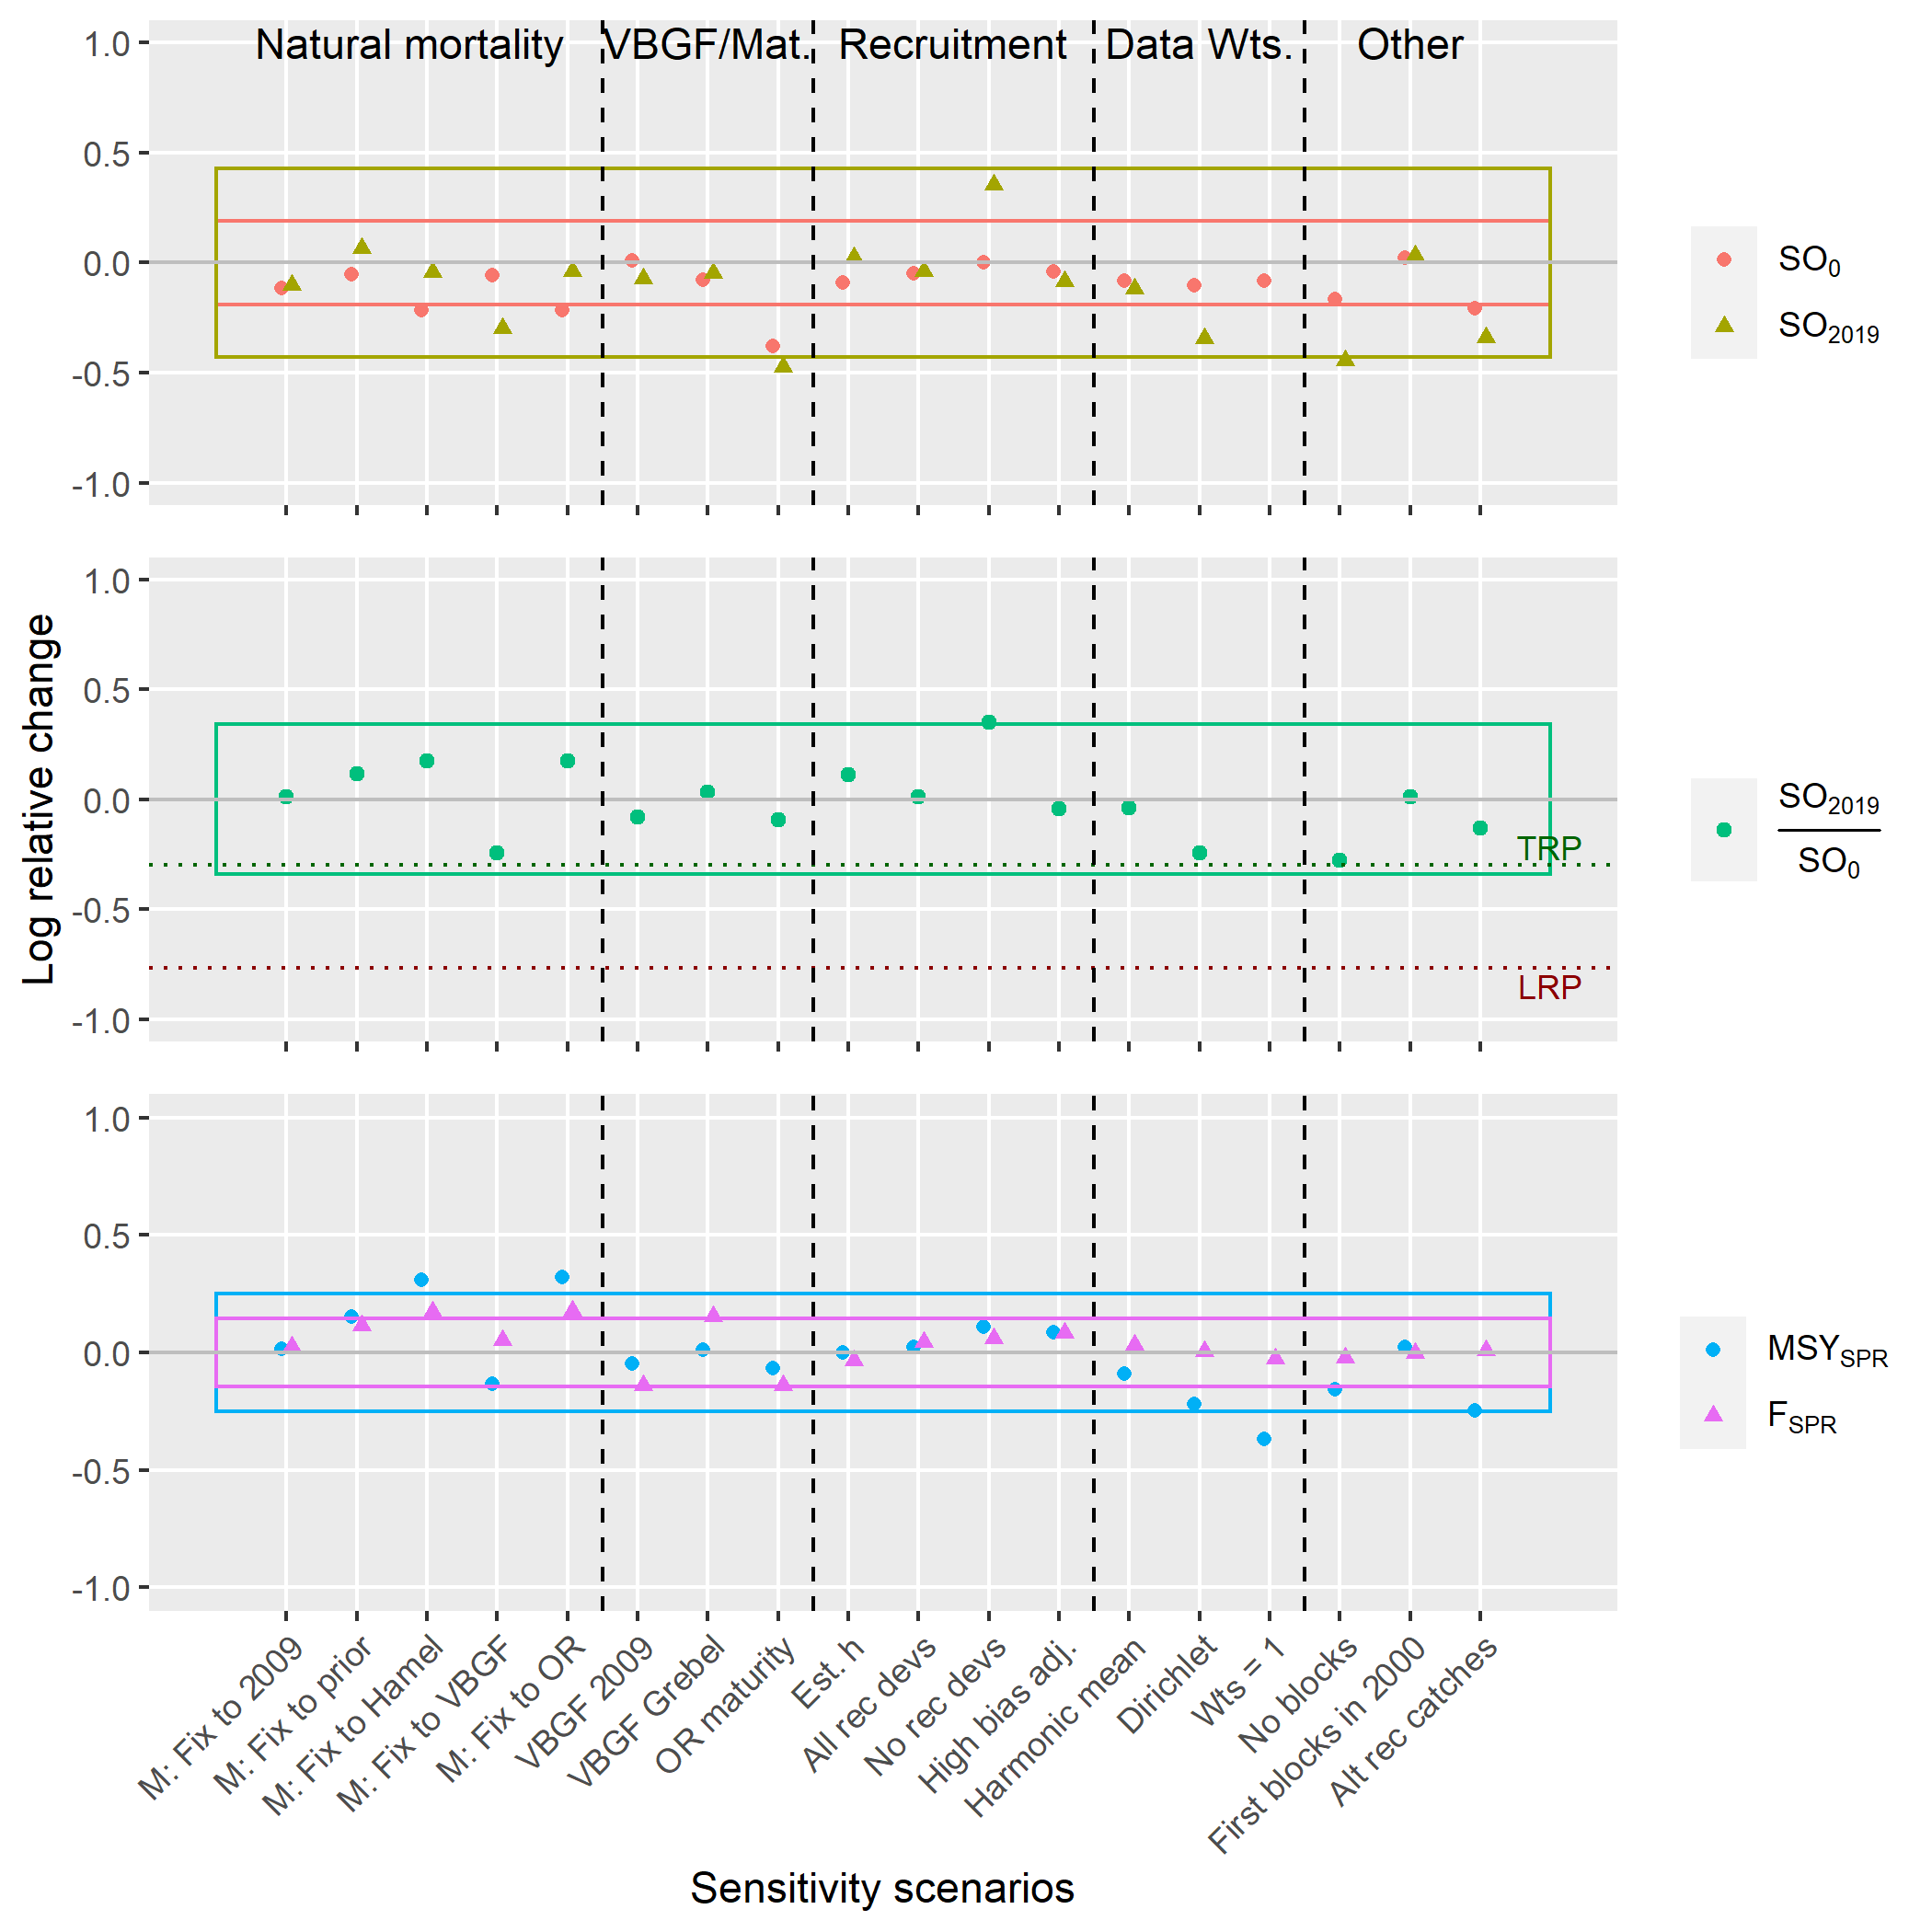 Natural mortality VBGF/Mat. Recruitment Data Wts. Other
1.0
0.5
0.0
-0.5
-1.0
SO0
SO2019
1.0
0.5
0.0
-0.5
-1.0
TRP
LRP
SO2019
SO0
Log relative change
1.0
0.5
0.0
-0.5
-1.0
MSYSPR
FSPR
M: Fix to 2009
M: Fix to prior
M: Fix to Hamel
M: Fix to VBGF
M: Fix to OR
VBGF 2009
VBGF Grebel
OR maturity
Est. h
All rec devs
No rec devs
High bias adj.
Harmonic mean
Dirichlet
Wts = 1
No blocks
First blocks in 2000
Alt rec catches
Sensitivity scenarios